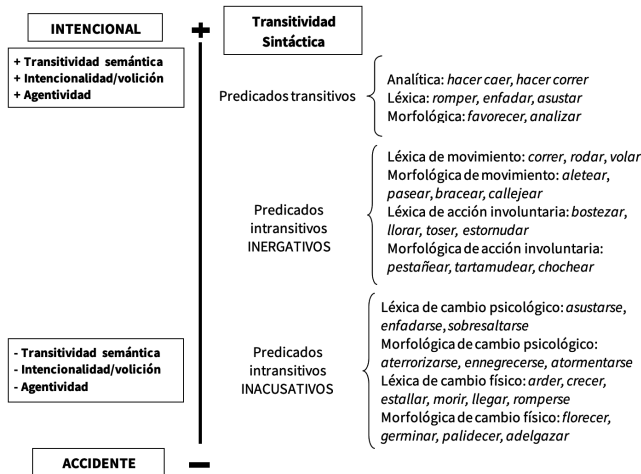 INTENCIONAL
+ Transitividad semántica
+ Intencionalidad/volición
+ Agentividad
+
Transitividad
Sintáctica
Predicados transitivos
Analítica: hacer caer, hacer correr
Léxica: romper, enfadar, asustar
Morfológica: favorecer, analizar
Predicados
intransitivos
INERGATIVOS
Léxica de movimiento: correr, rodar, volar
Morfológica de movimiento: aletear,
pasear, bracear, callejear
Léxica de acción involuntaria: bostezar,
llorar, toser, estornudar
Morfológica de acción involuntaria:
pestañear, tartamudear, chochear
- Transitividad semántica
- Intencionalidad/volición
- Agentividad
Predicados
intransitivos
INACUSATIVOS
Léxica de cambio psicológico: asustarse,
enfadarse, sobresaltarse
Morfológica de cambio psicológico:
aterrorizarse, ennegrecerse, atormentarse
Léxica de cambio físico: arder, crecer,
estallar, morir, llegar, romperse
Morfológica de cambio físico: florecer,
germinar, palidecer, adelgazar
ACCIDENTE
-